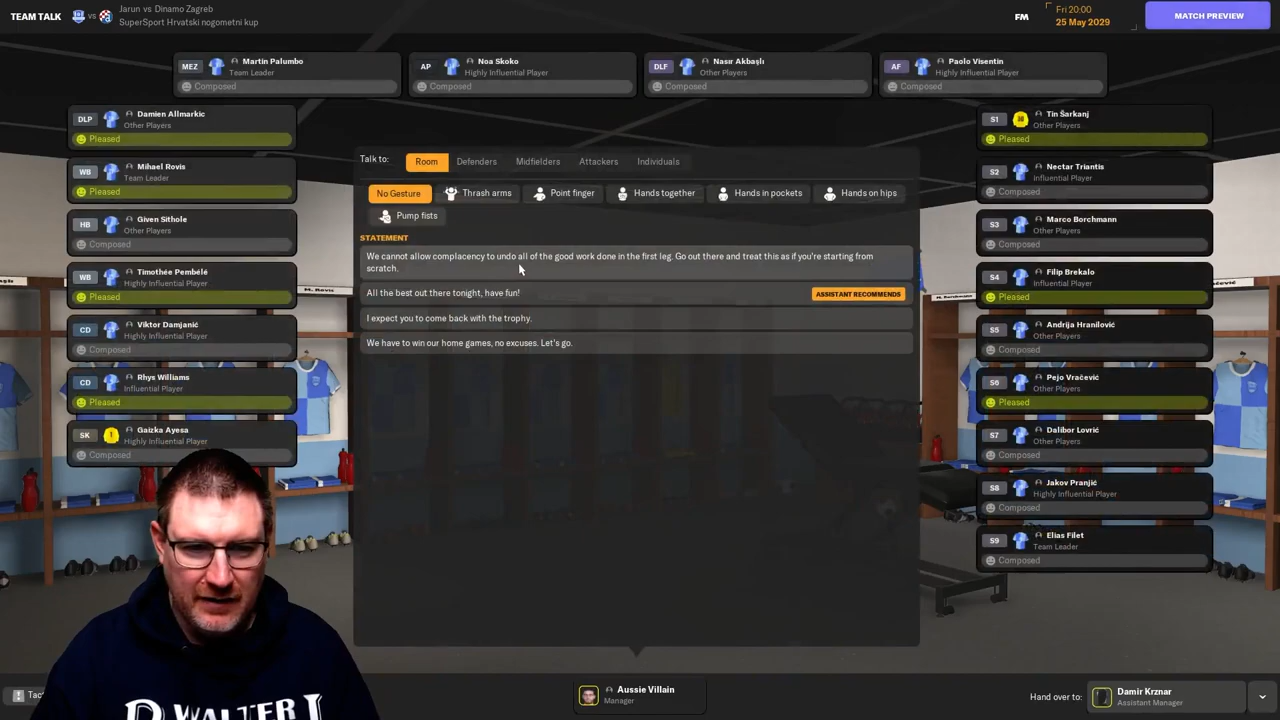 TEAM TALK
vs
Jarun vs Dinamo Zagreb
SuperSport Hrvatski nogometni kup
FM
Fri 20:00
25 May 2029
MATCH PREVIEW
MEZ
Martin Palumbo
Team Leader
Composed
AP
Noa Skoko
Highly Influential Player
Composed
DLF
Nasır Akbaşlı
Other Players
Composed
AF
Paolo Visentin
Highly Influential Player
Composed
DLP
Damien Allmarkic
Other Players
Pleased
WB
Mihael Rovis
Team Leader
Pleased
HB
Given Sithole
Other Players
Composed
WB
Timothée Pembélé
Other Players
Pleased
CD
Viktor Damjanić
Highly Influential Player
Composed
CD
Rhys Williams
Influential Player
Pleased
SK
Gaizka Ayesa
Highly Influential Player
Composed
Talk to:
Room
Defenders
Midfielders
Attackers
Individuals
No Gesture
Thrash arms
Point finger
Hands together
Hands in pockets
Hands on hips
Pump fists
STATEMENT
We cannot allow complacency to undo all of the good work done in the first leg. Go out there and treat this as if you're starting from
scratch.
All the best out there tonight, have fun!
ASSISTANT RECOMMENDS
I expect you to come back with the trophy.
We have to win our home games, no excuses. Let's go.
S1
Tin Šarkanj
Other Players
Pleased
S2
Nectar Triantis
Influential Player
Composed
S3
Marco Borchmann
Other Players
Composed
S4
Filip Brekalo
Influential Player
Pleased
S5
Andrija Hranilović
Other Players
Composed
S6
Pejo Vračević
Other Players
Pleased
S7
Dalibor Lovrić
Other Players
Composed
S8
Jakov Pranjić
Highly Influential Player
Composed
S9
Elias Filet
Team Leader
Composed
Aussie Villain
Manager
Hand over to:
Damir Krznar
Assistant Manager